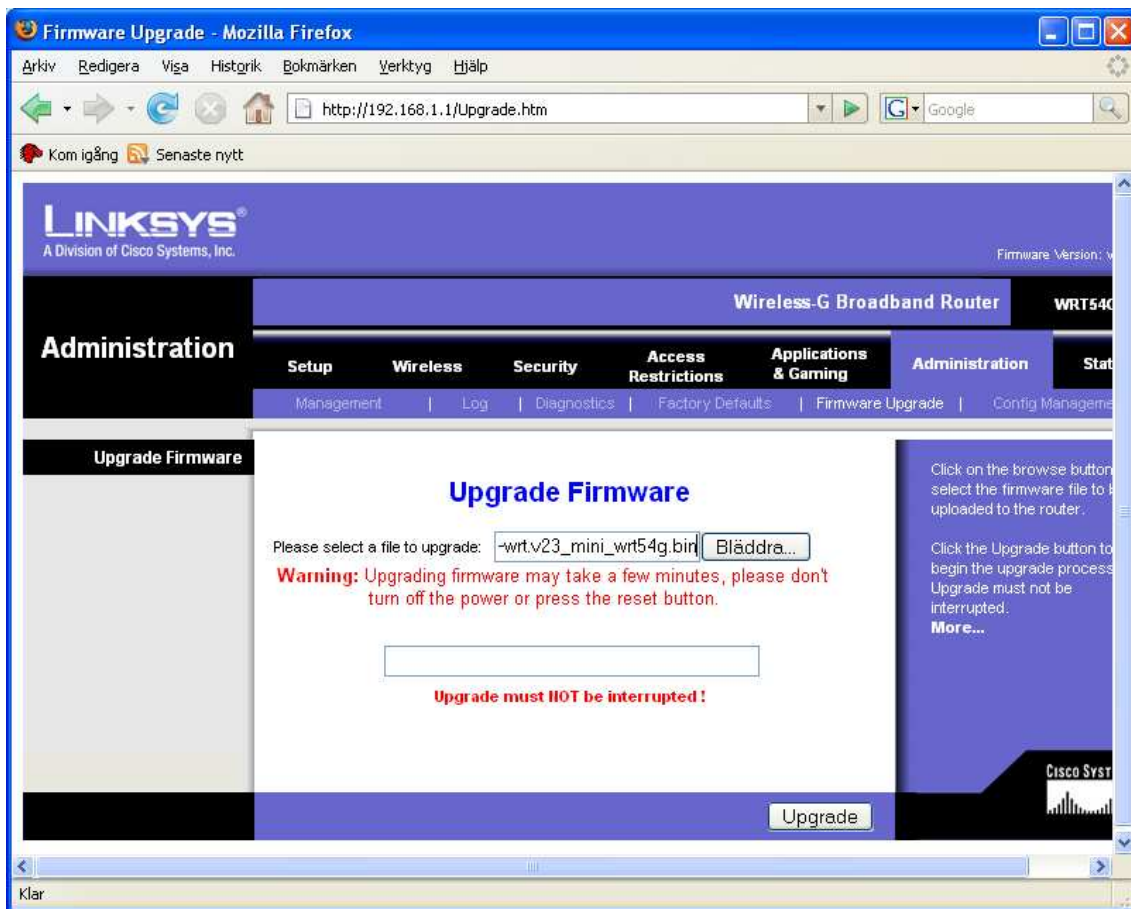 Firmware Upgrade - Mozilla Firefox
Arkiv Redigera Visa Historik Bokmärken Verktyg Hjälp
http://192.168.1.1/Upgrade.htm
G Google
Kom igång Senaste nytt
LINKSYS®
A Division of Cisco Systems, Inc.
Firmware Version: v
Wireless-G Broadband Router
WRT54G
Administration
Setup Wireless Security Access Restrictions Applications & Gaming Administration Stat
Management | Log | Diagnostics | Factory Defaults | Firmware Upgrade | Config Manageme
Upgrade Firmware
Upgrade Firmware
Please select a file to upgrade: -wrt.v23_mini_wrt54g.bin Bläddra...
Warning: Upgrading firmware may take a few minutes, please don't
turn off the power or press the reset button.
Upgrade must NOT be interrupted !
Click on the browse button
select the firmware file to b
uploaded to the router.
Click the Upgrade button to
begin the upgrade process
Upgrade must not be
interrupted.
More...
CISCO SYST
Upgrade
Klar